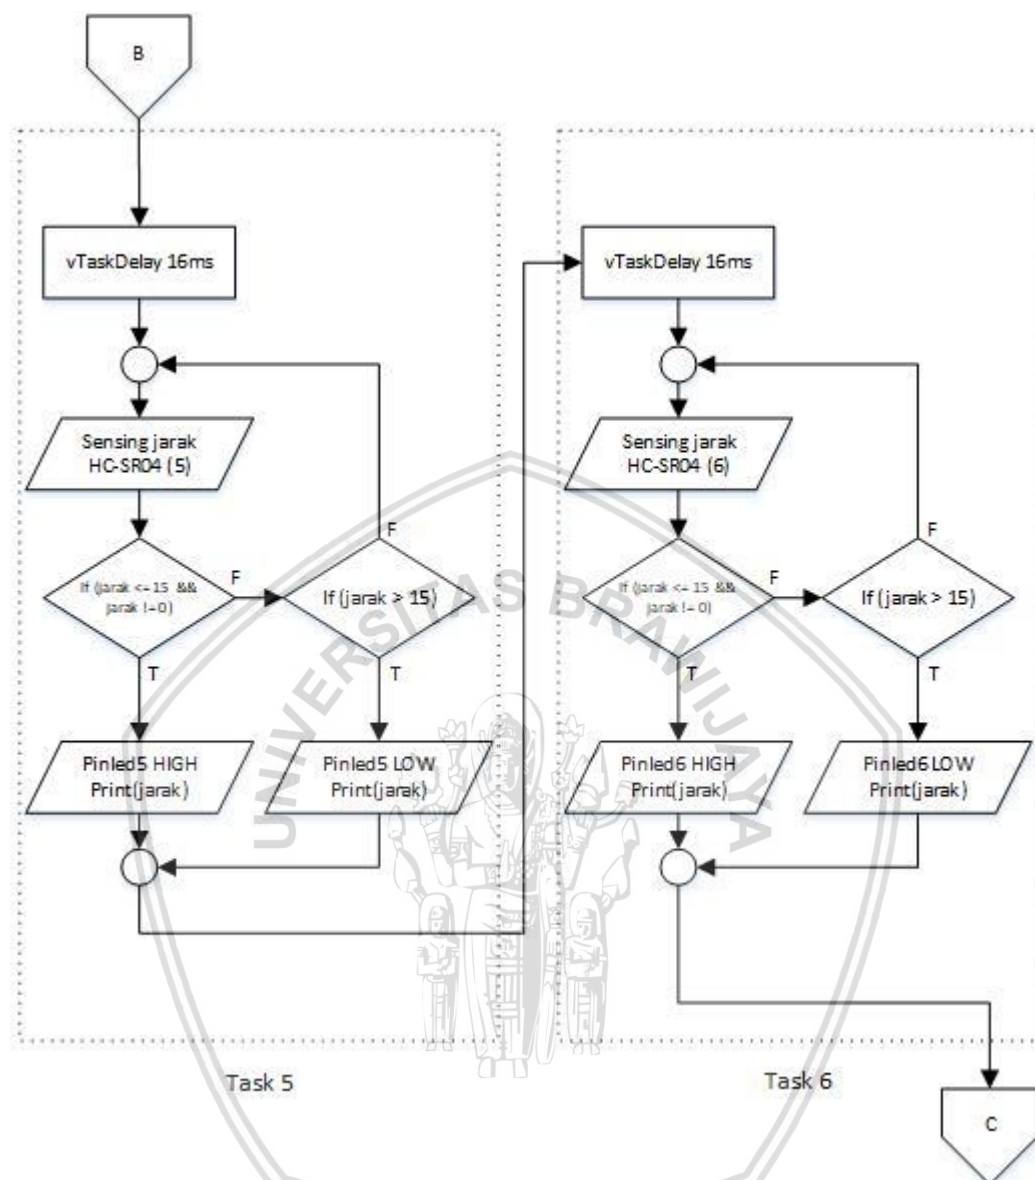 B
vTaskDelay 16ms
Sensing jarak
HC-SR04 (5)
If (jarak <= 15 &&
jarak != 0)
F
T
If (jarak > 15)
F
T
Pinled5 HIGH
Print(jarak)
Pinled5 LOW
Print(jarak)
Task 5
vTaskDelay 16ms
Sensing jarak
HC-SR04 (6)
If (jarak <= 15 &&
jarak != 0)
F
T
If (jarak > 15)
F
T
Pinled6 HIGH
Print(jarak)
Pinled6 LOW
Print(jarak)
Task 6
C
UNIVERSITAS BRAWIJAYA